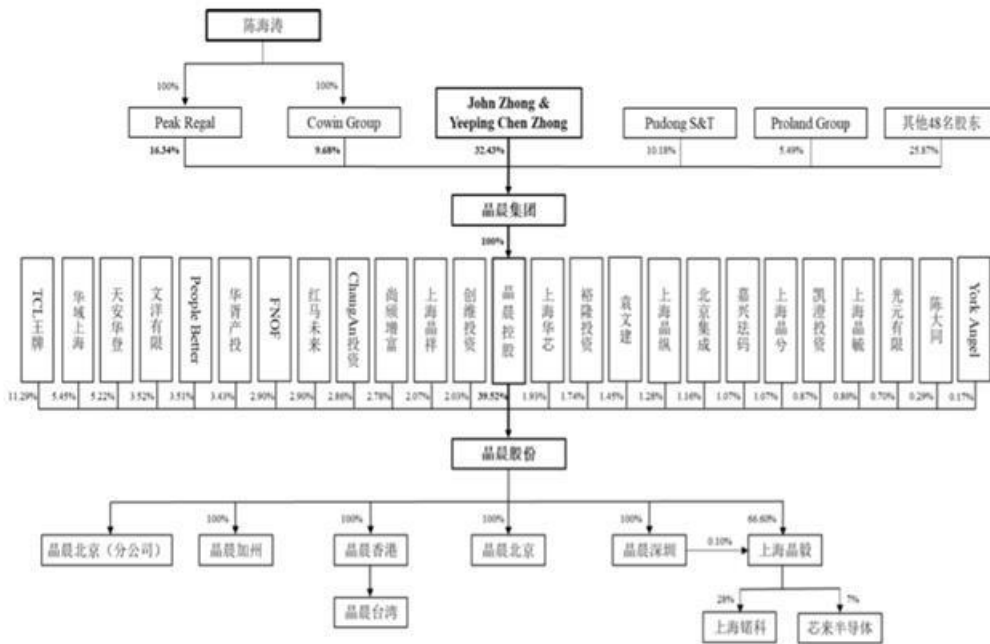 陈海涛
100%
100%
Peak Regal
Cowin Group
John Zhong &
Yeeping Chen Zhong
Pudong S&T
Proland Group
其他48名股东
16.34%
9.68%
32.43%
10.18%
5.49%
25.87%
晶晨集团
100%
TCL王牌
华域上海
天安华登
文洋有限
People Better
华胥产投
FNOF
红马未来
ChangAn投资
尚颀增富
上海晶祥
创维投资
晶晨控股
上海华芯
裕隆投资
袁文建
上海晶纵
北京集成
嘉兴珐码
上海晶兮
凯澄投资
上海晶毓
光元有限
陈大同
York Angel
11.29%
5.45%
5.22%
3.52%
3.51%
3.43%
2.90%
2.90%
2.86%
2.78%
2.07%
2.03%
39.52%
1.93%
1.74%
1.45%
1.28%
1.16%
1.07%
1.07%
0.87%
0.80%
0.70%
0.29%
0.17%
晶晨股份
100%
100%
100%
100%
66.60%
晶晨北京（分公司）
晶晨加州
晶晨香港
晶晨北京
晶晨深圳
0.10%
上海晶毅
晶晨台湾
28%
7%
上海锘科
芯来半导体